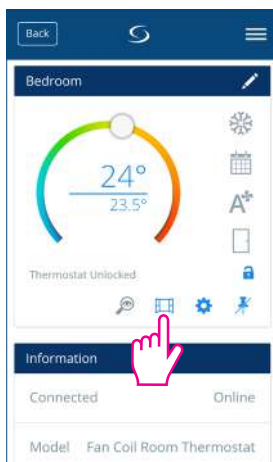 Back
Bedroom
24°
23.5°
A
Thermostat Unlocked
Information
Connected Online
Model Fan Coil Room Thermostat